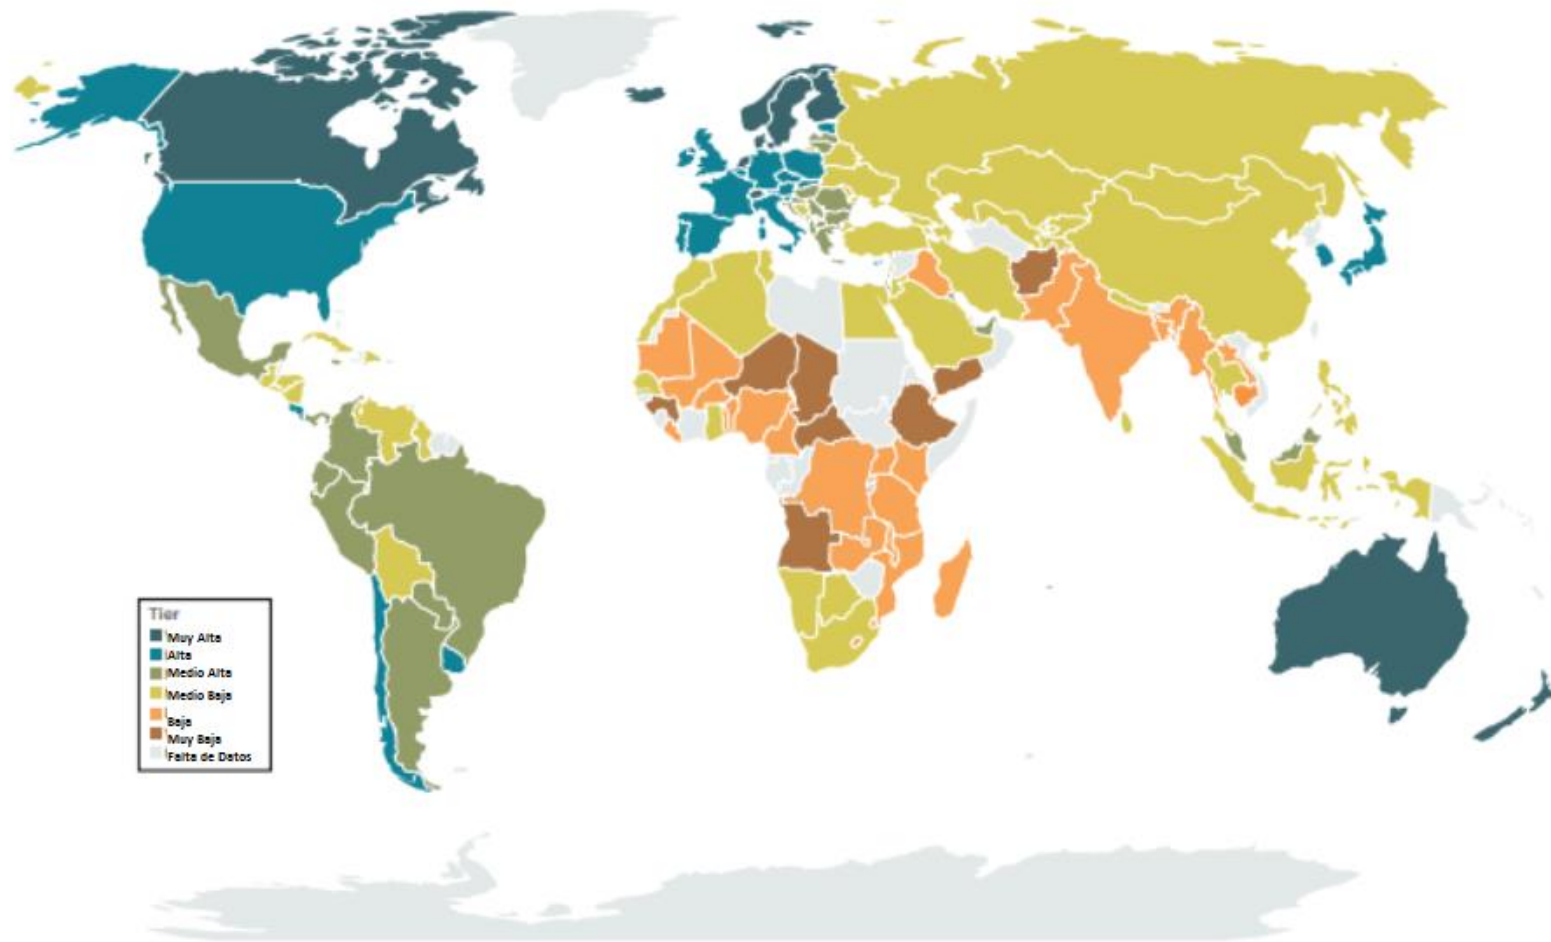 Tier
Muy Alta
Alta
Medio Alta
Medio Baja
Baja
Muy Baja
Falta de Datos